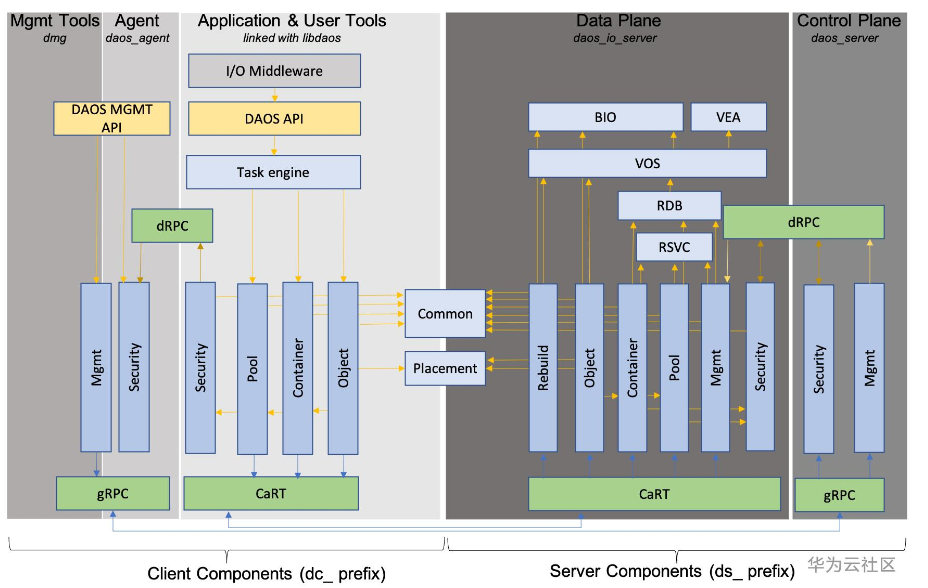 Mgmt Tools
dmg
Agent
daos_agent
Application & User Tools
linked with libdaos
Data Plane
daos_io_server
Control Plane
daos_server
I/O Middleware
DAOS MGMT
API
DAOS API
Task engine
dRPC
BIO
VEA
VOS
RDB
RSVC
dRPC
Mgmt
Security
Security
Pool
Container
Object
Common
Placement
Rebuild
Object
Container
Pool
Mgmt
Security
Security
Mgmt
gRPC
CaRT
CaRT
gRPC
Client Components (dc_ prefix)
Server Components (ds_ prefix)
华为云社区